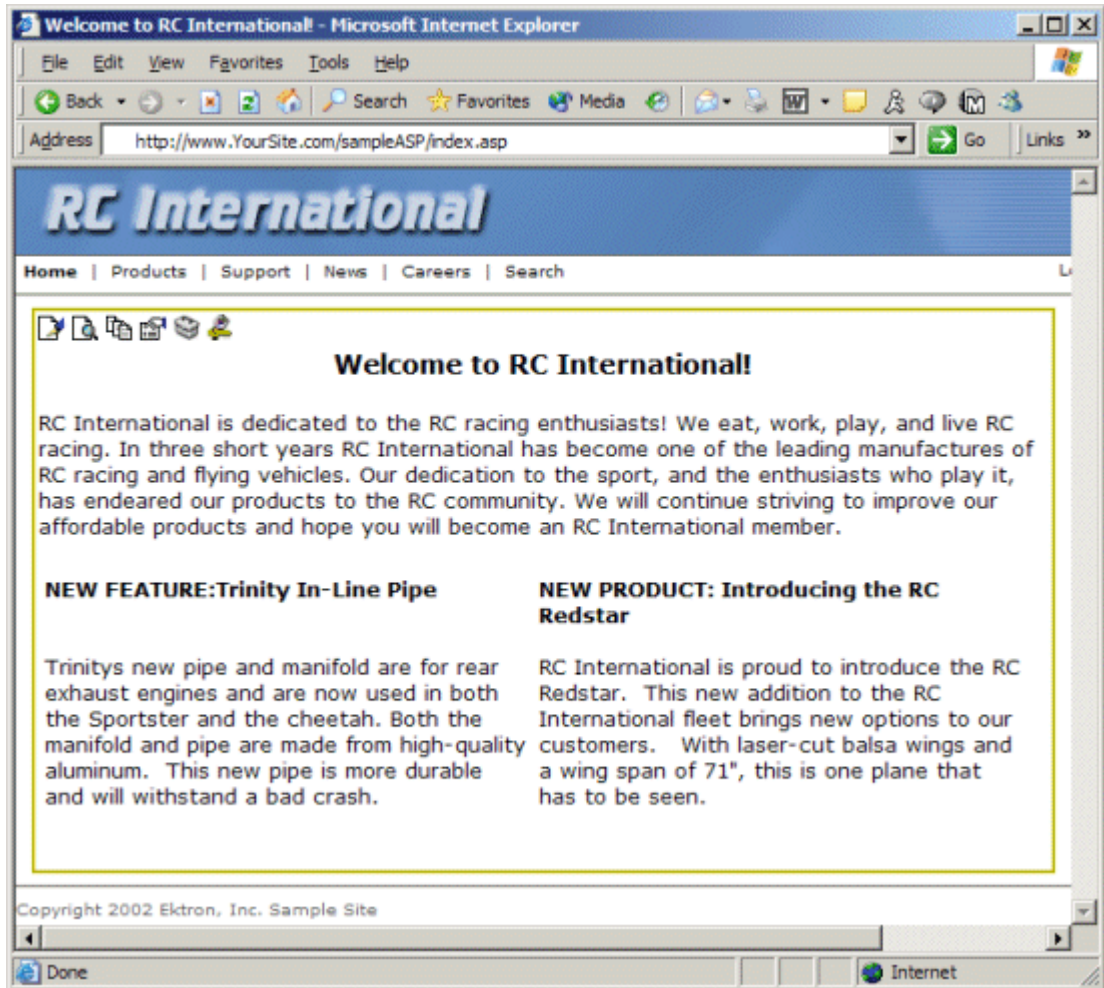 Welcome to RC International! - Microsoft Internet Explorer
File Edit View Favorites Tools Help
Back Search Favorites Media
Address http://www.YourSite.com/sampleASP/index.asp Go Links »
RC International
Home | Products | Support | News | Careers | Search
Welcome to RC International!
RC International is dedicated to the RC racing enthusiasts! We eat, work, play, and live RC
racing. In three short years RC International has become one of the leading manufactures of
RC racing and flying vehicles. Our dedication to the sport, and the enthusiasts who play it,
has endeared our products to the RC community. We will continue striving to improve our
affordable products and hope you will become an RC International member.
NEW FEATURE:Trinity In-Line Pipe
Trinitys new pipe and manifold are for rear
exhaust engines and are now used in both
the Sportster and the cheetah. Both the
manifold and pipe are made from high-quality
aluminum.  This new pipe is more durable
and will withstand a bad crash.
NEW PRODUCT: Introducing the RC
Redstar
RC International is proud to introduce the RC
Redstar.  This new addition to the RC
International fleet brings new options to our
customers.   With laser-cut balsa wings and
a wing span of 71", this is one plane that
has to be seen.
Copyright 2002 Ektron, Inc. Sample Site
Done Internet